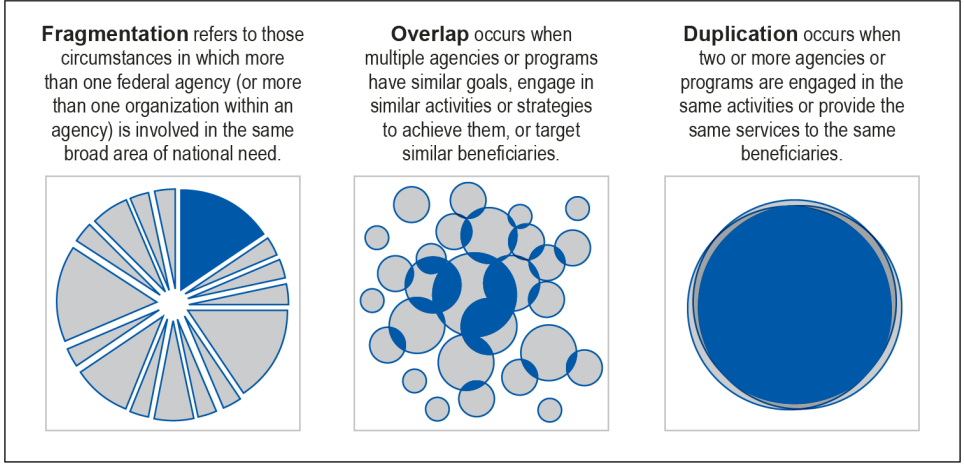 Fragmentation refers to those
circumstances in which more
than one federal agency (or more
than one organization within an
agency) is involved in the same
broad area of national need.
Overlap occurs when
multiple agencies or programs
have similar goals, engage in
similar activities or strategies
to achieve them, or target
similar beneficiaries.
Duplication occurs when
two or more agencies or
programs are engaged in the
same activities or provide the
same services to the same
beneficiaries.